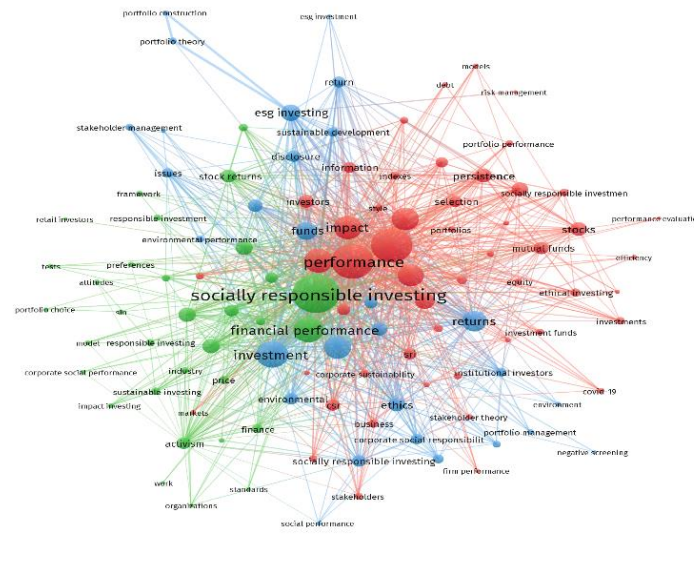 portfolio construction
esg investment
portfolio theory
models
return
debt
risk management
esg investing
stakeholder management
sustainable development
portfolio performance
disclosure
information
issues
stock returns
indexes
persistence
framework
socially responsible investmen
investors
style
selection
retail investors
responsible investment
performance evaluatio
funds
impact
portfolios
stocks
environmental performance
mutual funds
efficiency
performance
tests
preferences
attitudes
equity
ethical investing
socially responsible investing
portfolio choice
sin
returns
investments
financial performance
investment funds
model
responsible investing
investment
sri
corporate social performance
industry
price
corporate sustainability
institutional investors
sustainable investing
covid-19
environmental
impact investing
csr
ethics
environment
markets
stakeholder theory
business
finance
portfolio management
activism
corporate social responsibilit
negative screening
socially responsible investing
firm performance
work
standards
stakeholders
organizations
social performance